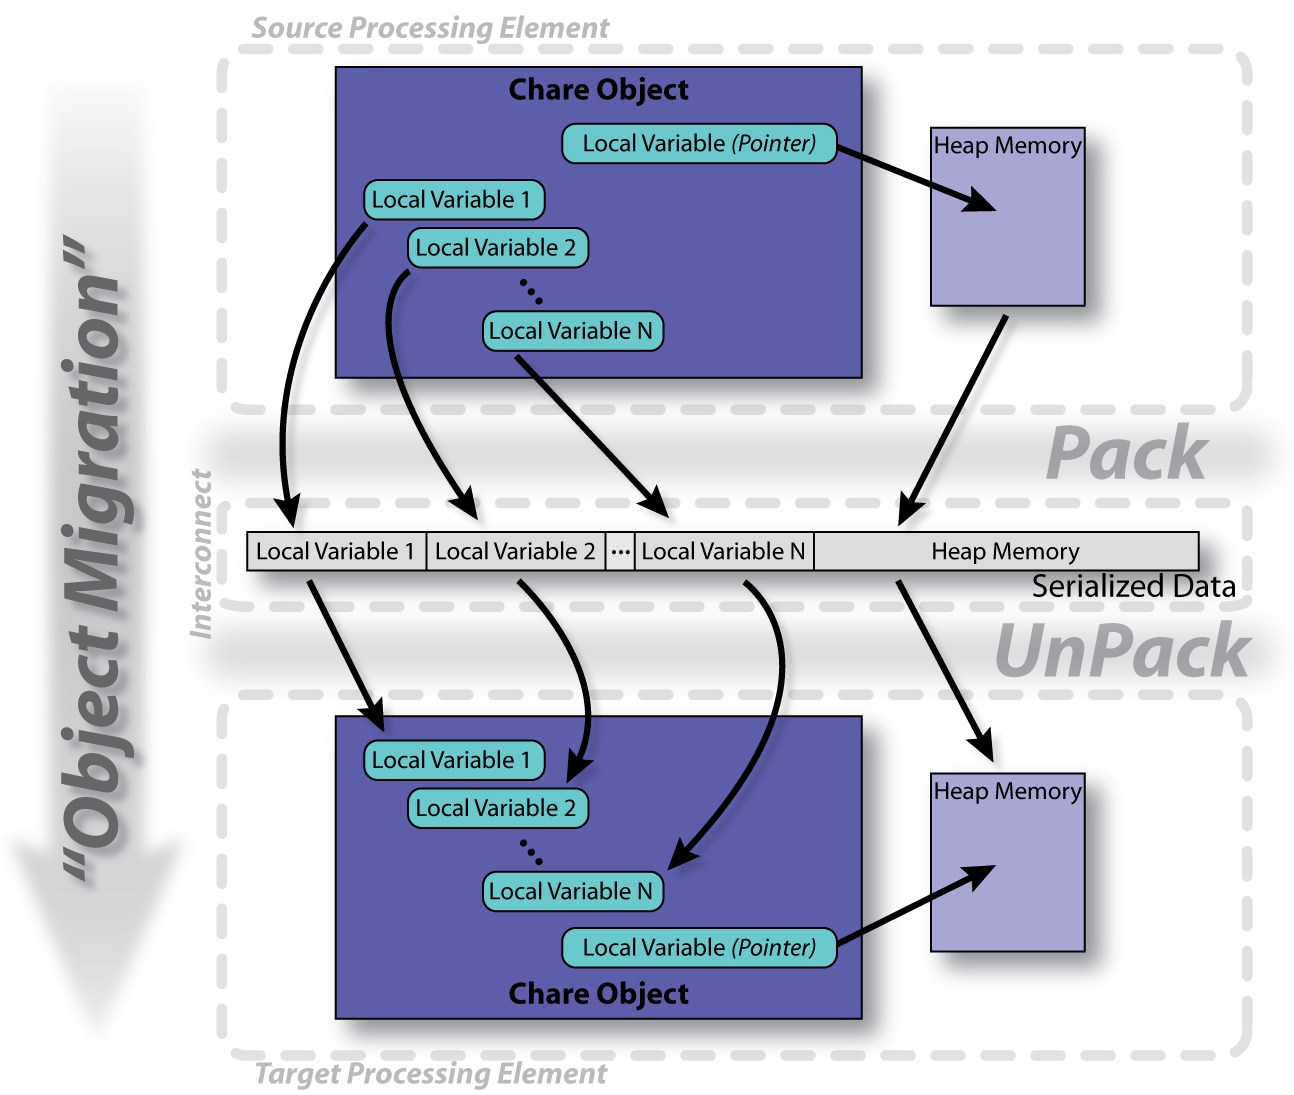 Source Processing Element
Chare Object
Local Variable (Pointer)
Heap Memory
Local Variable 1
Local Variable 2
Local Variable N
"Object Migration"
Pack
Interconnect
Local Variable 1 Local Variable 2 ... Local Variable N Heap Memory
Serialized Data
UnPack
Local Variable 1
Heap Memory
Local Variable 2
Local Variable N
Local Variable (Pointer)
Chare Object
Target Processing Element